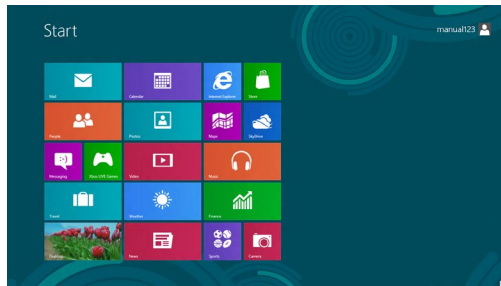 Start
manual123
Mail
Calendar
Internet Explorer
Store
People
Photos
Maps
SkyDrive
Messaging
Xbox LIVE Games
Video
Music
Travel
Weather
Finance
Desktop
News
Sports
Camera